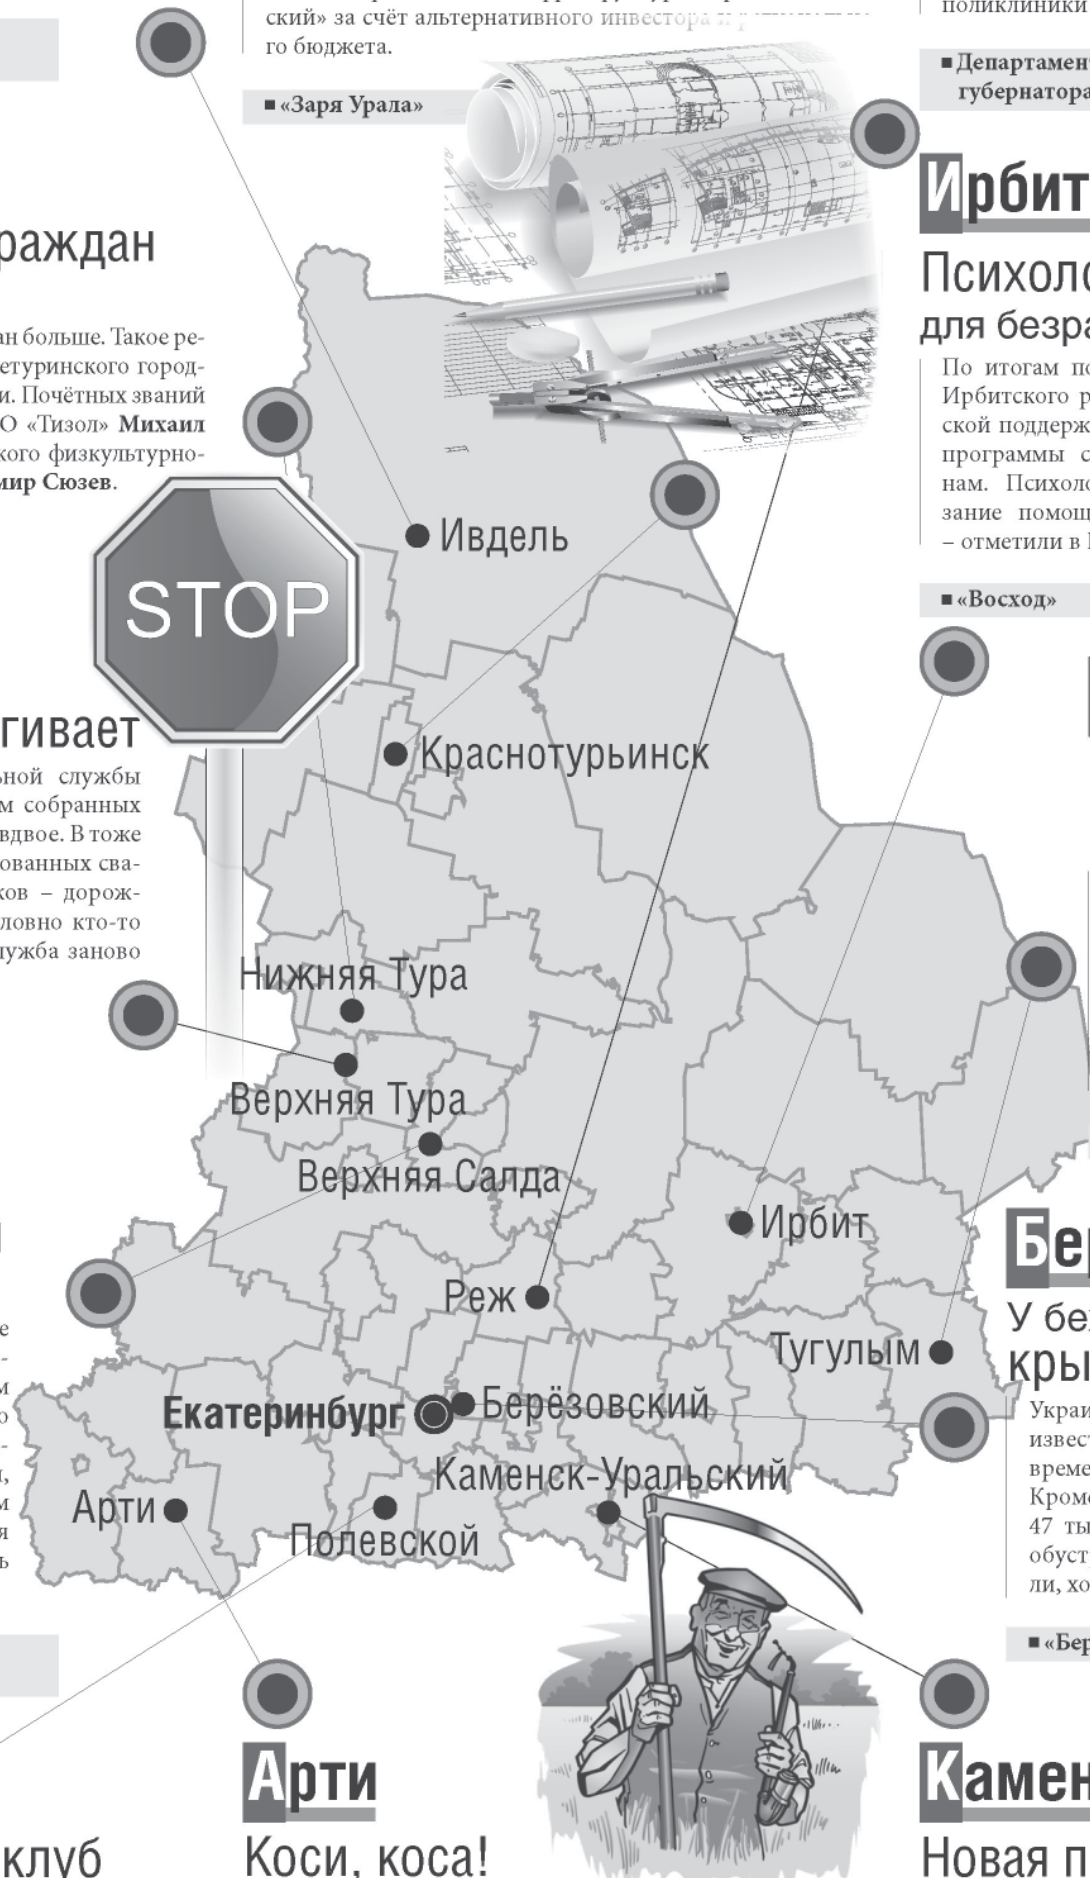 ский» за счёт альтернативного инвестора и
го бюджета.
■ «Заря Урала»
поликлиники
■ Департамен
губернатора
Ирбит
Психоло
для безра
По итогам по
Ирбитского р
ской поддерж
программы с
нам. Психоло
зание помощ
– отметили в
■ «Восход»
раждан
ан больше. Такое ре-
етуринского город-
и. Почётных званий
О «Тизол» Михаил
кого физкультурно-
мир Сюзев.
STOP
гивает
ьной службы
м собранных
вдвое. В тоже
ованных сва-
ков – дорож-
ловно кто-то
лужба заново
Ивдель
Краснотурьинск
Нижняя Тура
Верхняя Тура
Верхняя Салда
Ирбит
Реж
Тугулым
Екатеринбург
Берёзовский
Каменск-Уральский
Арти
Полевской
Бер
У беж
кры
Украи
извест
време
Кроме
47 ты
обуст
ли, хо
■ «Бер
Арти
Коси, коса!
Камен
Новая п
клуб